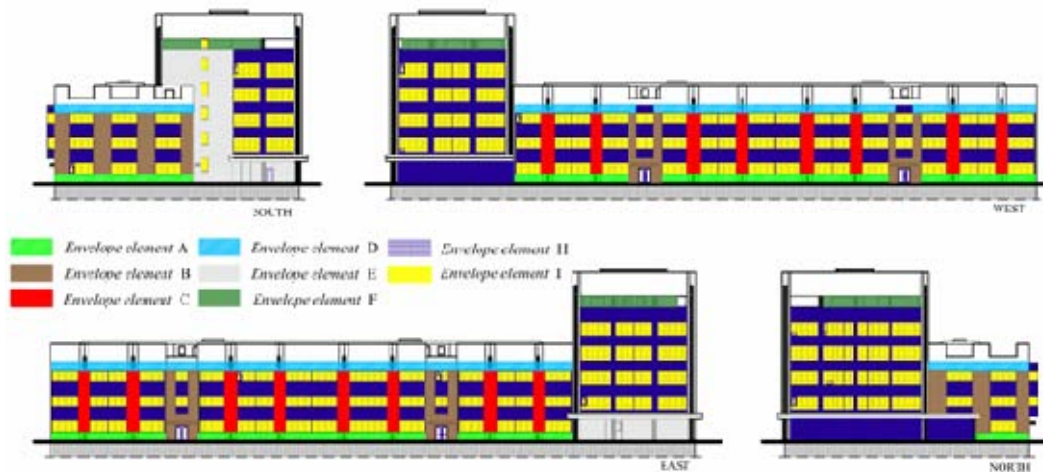 SOUTH
WEST
Envelope element A
Envelope element D
Envelope element H
Envelope element B
Envelope element E
Envelope element I
Envelope element C
Envelope element F
EAST
NORTH